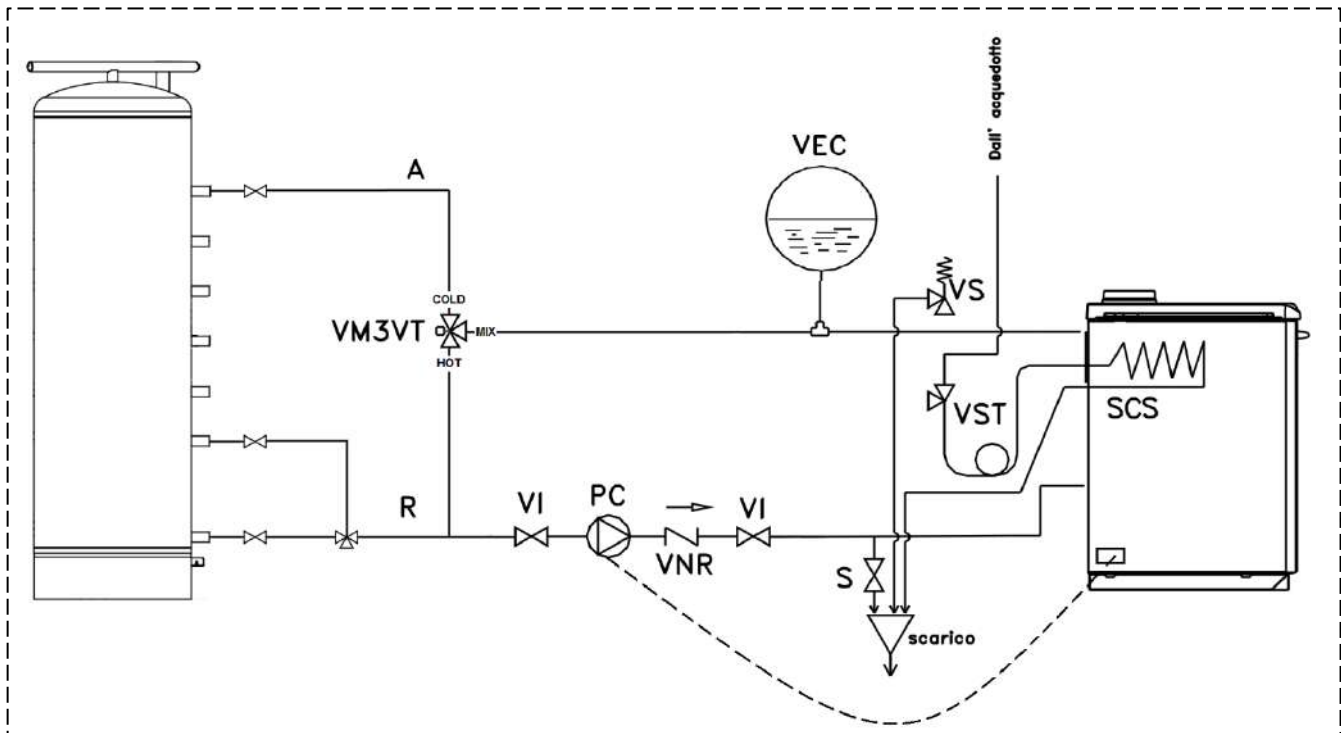 Dall' acquedotto
VEC
A
VS
COLD
VM3VT
MIX
HOT
VST
SCS
R
VI
PC
VI
VNR
S
scarico